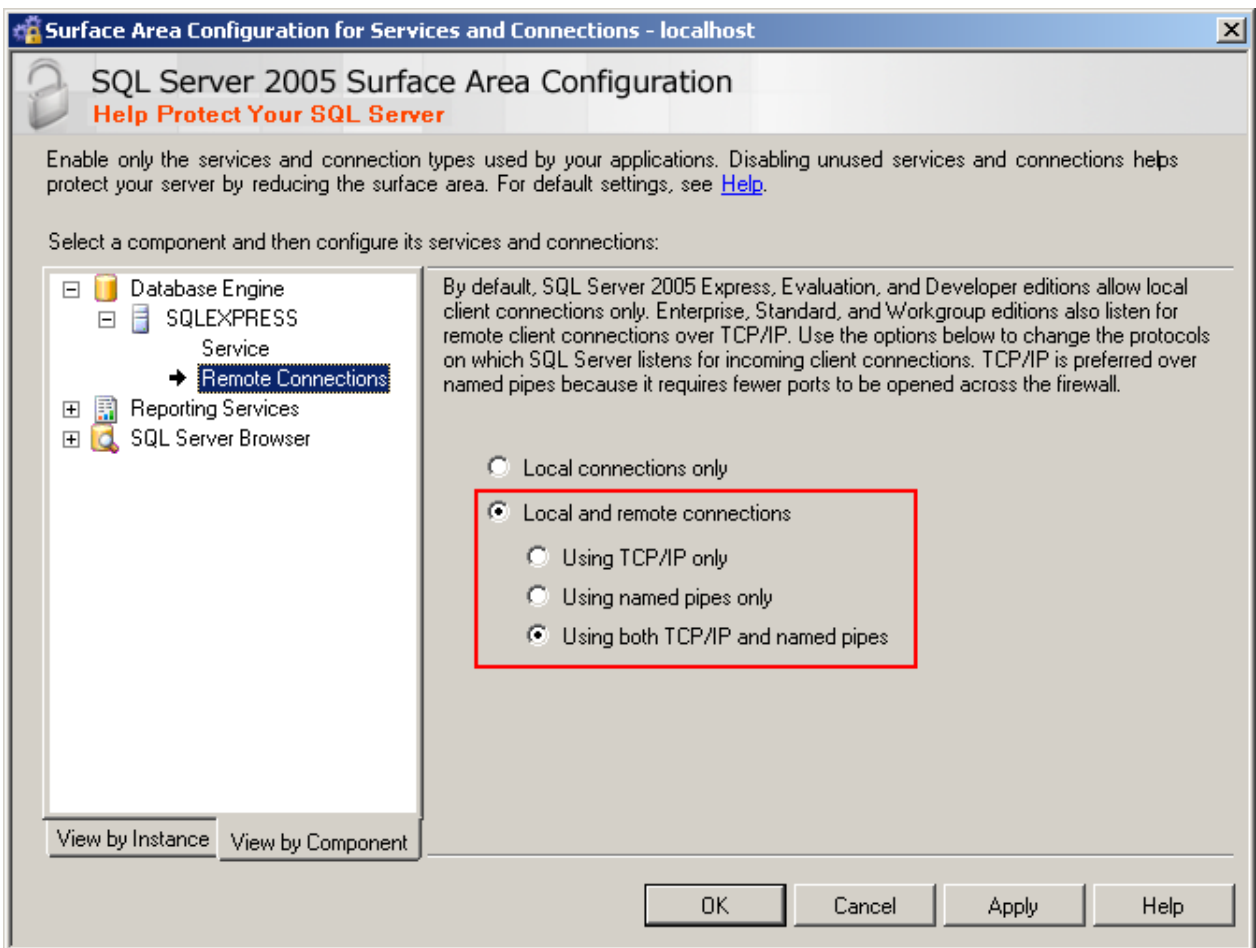 Surface Area Configuration for Services and Connections - localhost
SQL Server 2005 Surface Area Configuration
Help Protect Your SQL Server
Enable only the services and connection types used by your applications. Disabling unused services and connections helps
protect your server by reducing the surface area. For default settings, see Help.
Select a component and then configure its services and connections:
Database Engine
SQLEXPRESS
Service
Remote Connections
Reporting Services
SQL Server Browser
View by Instance
View by Component
By default, SQL Server 2005 Express, Evaluation, and Developer editions allow local
client connections only. Enterprise, Standard, and Workgroup editions also listen for
remote client connections over TCP/IP. Use the options below to change the protocols
on which SQL Server listens for incoming client connections. TCP/IP is preferred over
named pipes because it requires fewer ports to be opened across the firewall.
Local connections only
Local and remote connections
Using TCP/IP only
Using named pipes only
Using both TCP/IP and named pipes
OK
Cancel
Apply
Help